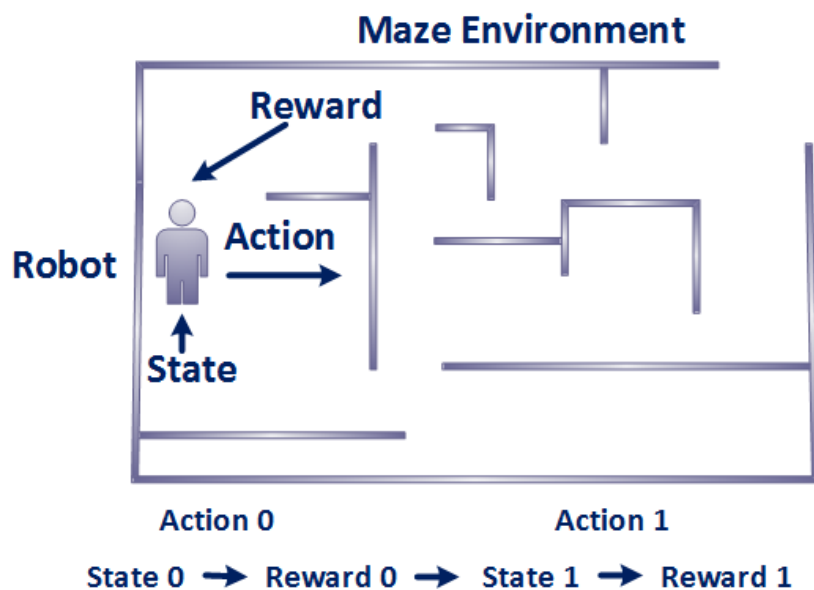 Maze Environment
Reward
Action
Robot
State
Action 0 Action 1
State 0 Reward 0 State 1 Reward 1